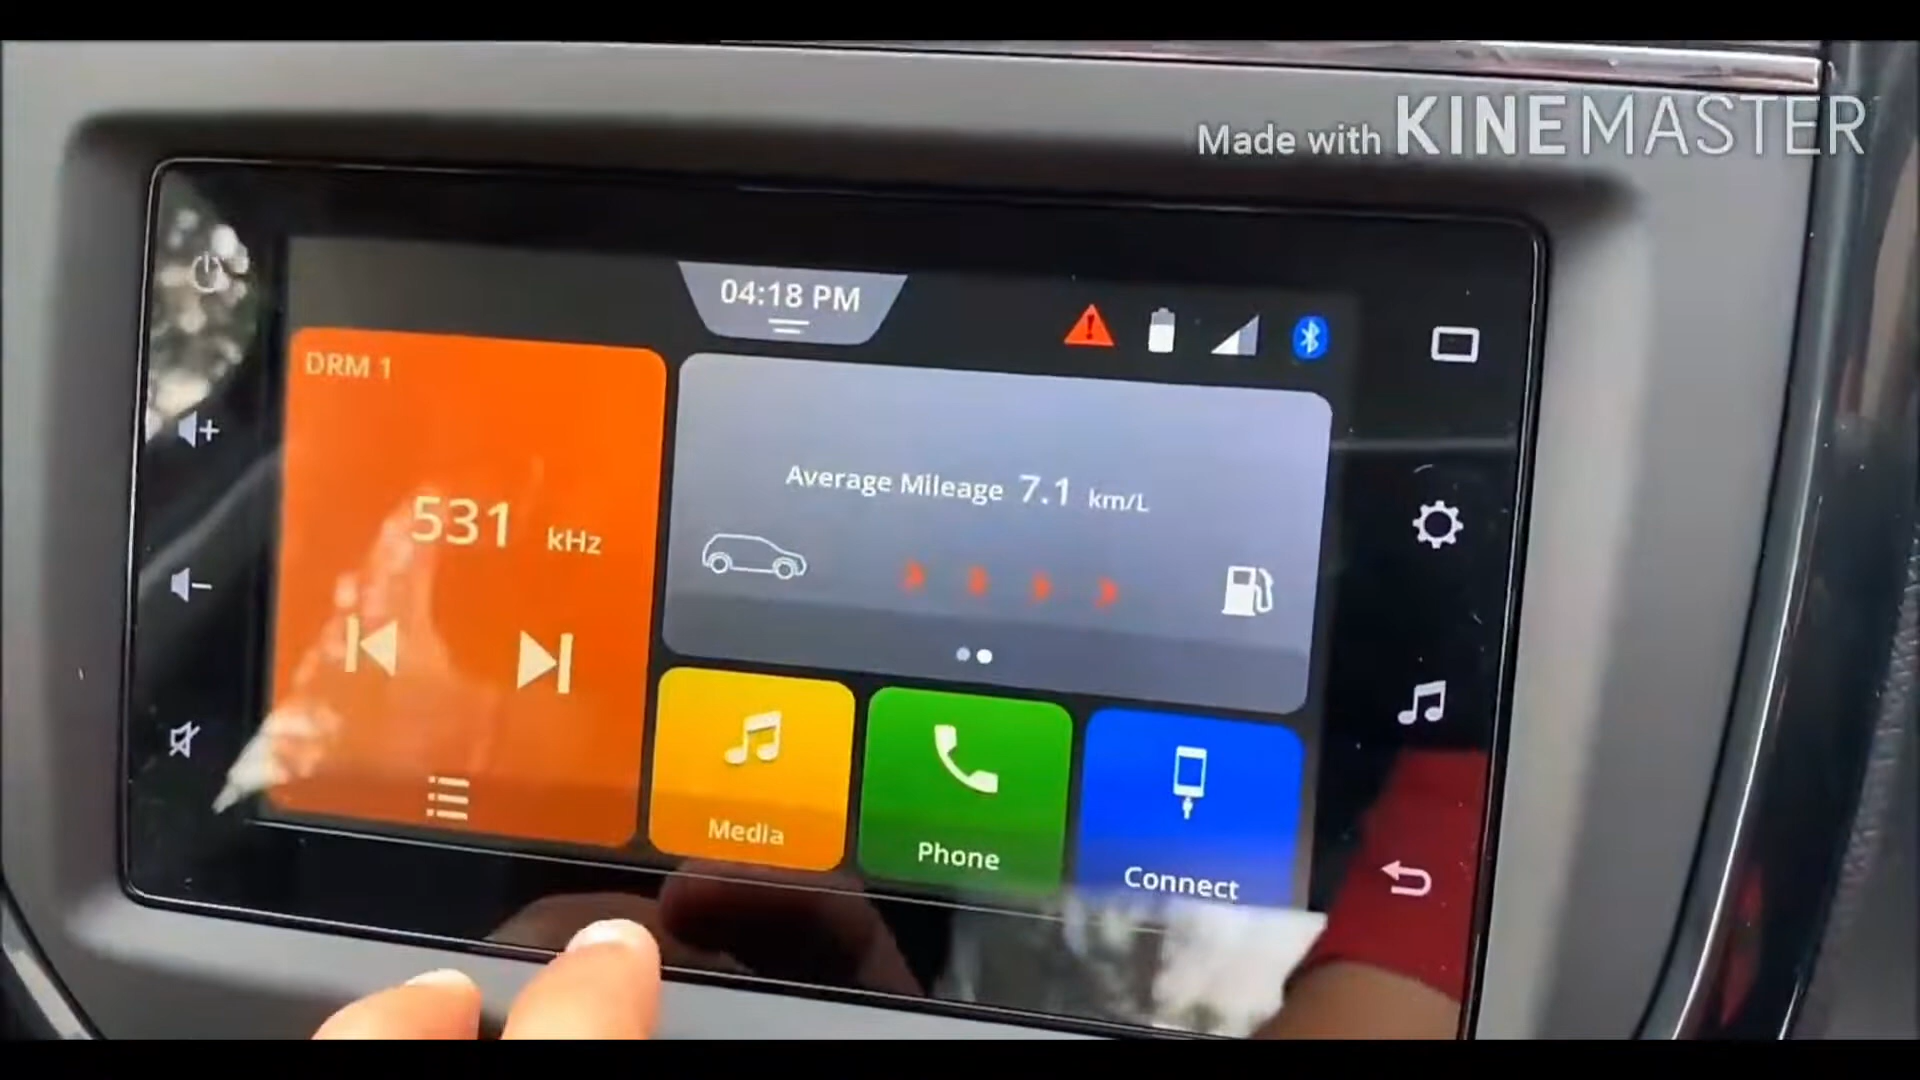 Made with KINEMASTER
04:18 PM
DRM 1
531 kHz
Average Mileage 7.1 km/L
Media
Phone
Connect